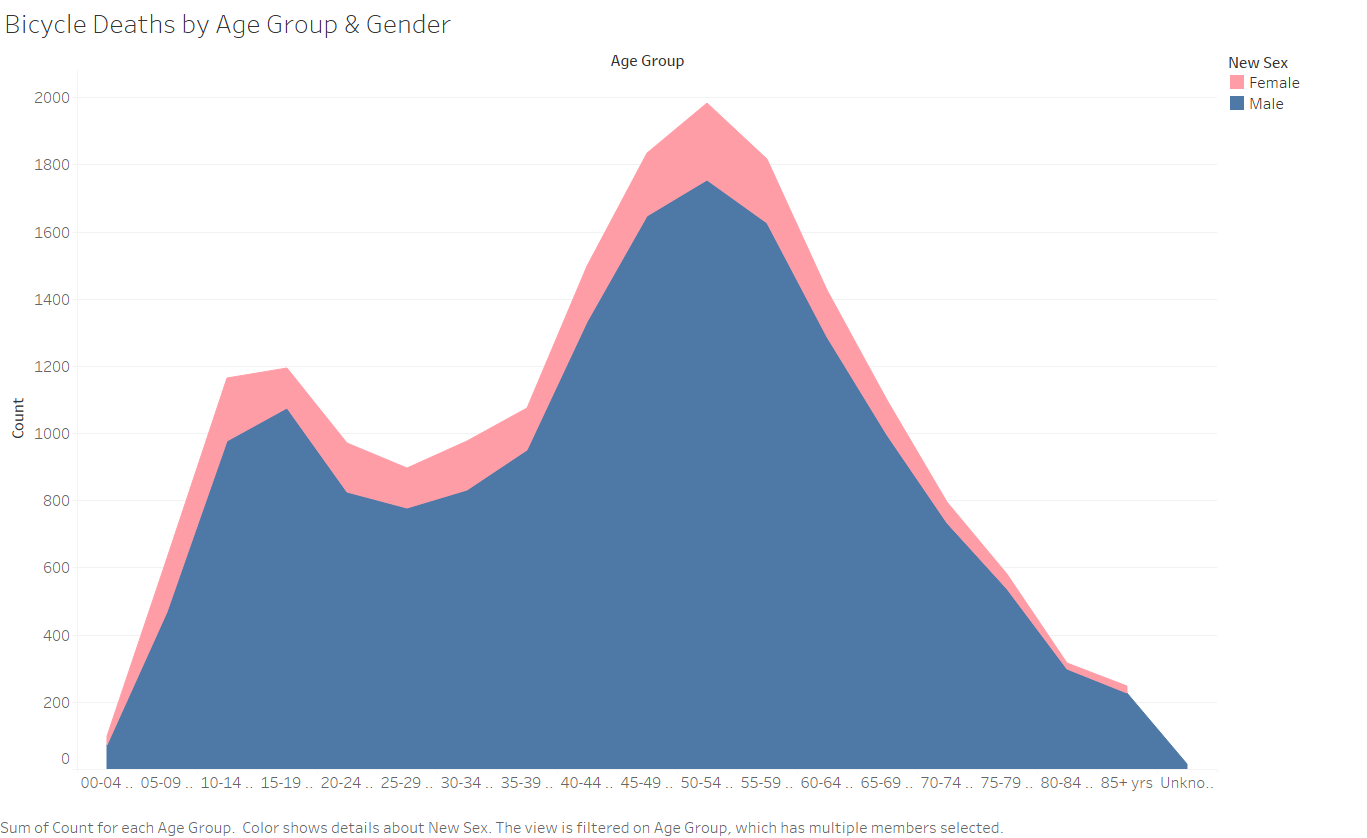 Bicycle Deaths by Age Group & Gender
Age Group
New Sex
Female
Male
2000
1800
1600
1400
1200
1000
800
600
400
200
0
Count
00-04 .. 05-09 .. 10-14 .. 15-19 .. 20-24 .. 25-29 .. 30-34 .. 35-39 .. 40-44 .. 45-49 .. 50-54 .. 55-59 .. 60-64 .. 65-69 .. 70-74 .. 75-79 .. 80-84 .. 85+ yrs Unkno..
Sum of Count for each Age Group.  Color shows details about New Sex. The view is filtered on Age Group, which has multiple members selected.